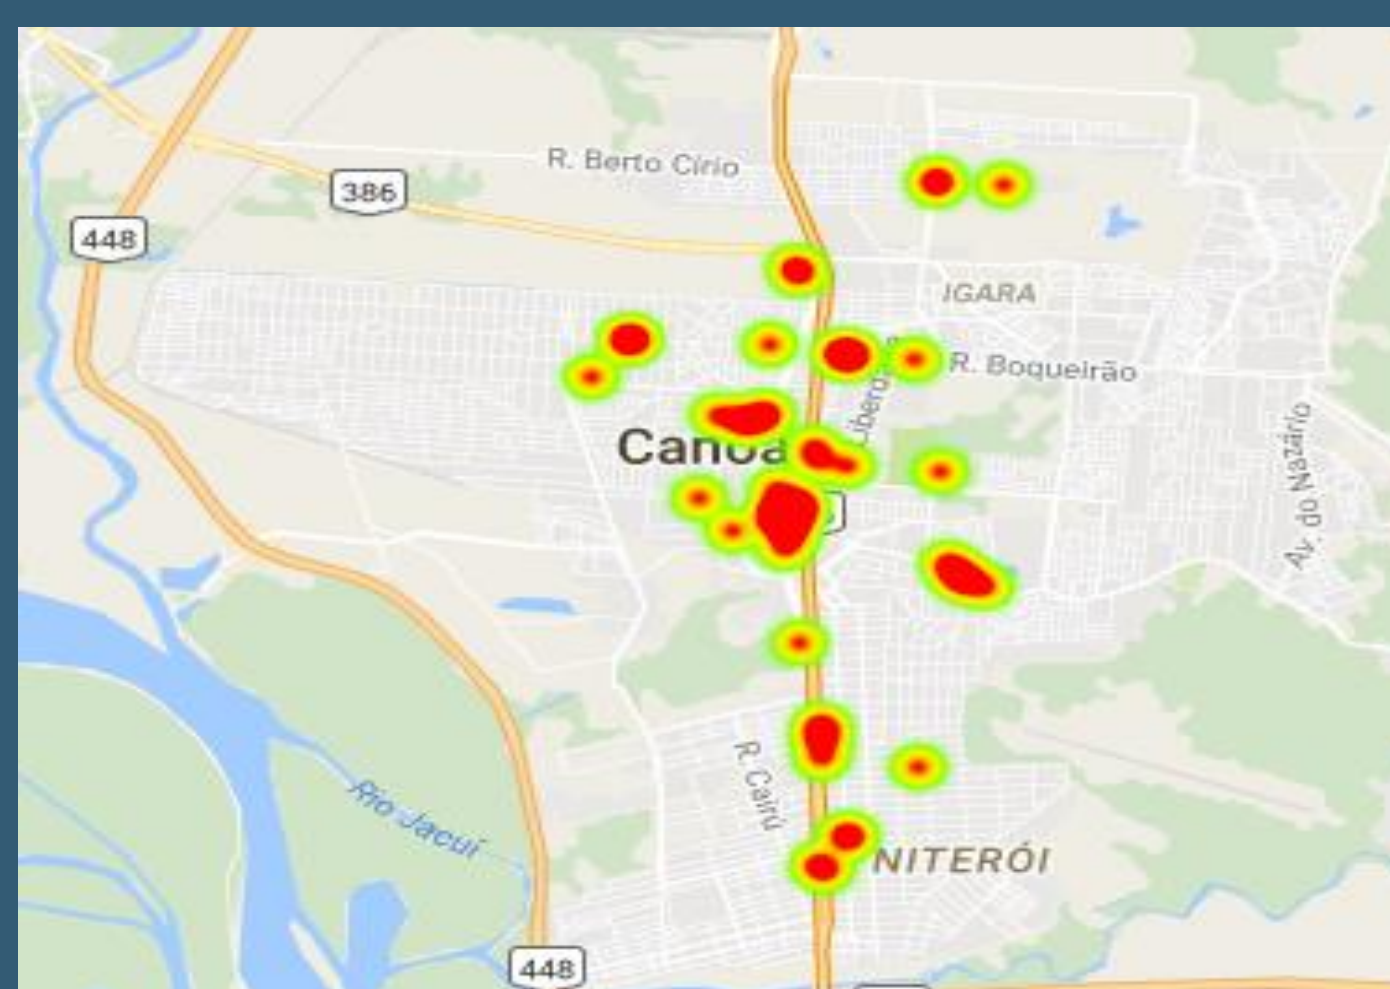 R. Berto Círio
386
448
IGARA
R. Boqueirão
Canoa
Av. do Nazário
R. Cairú
Rio Jacuí
NITERÓI
448